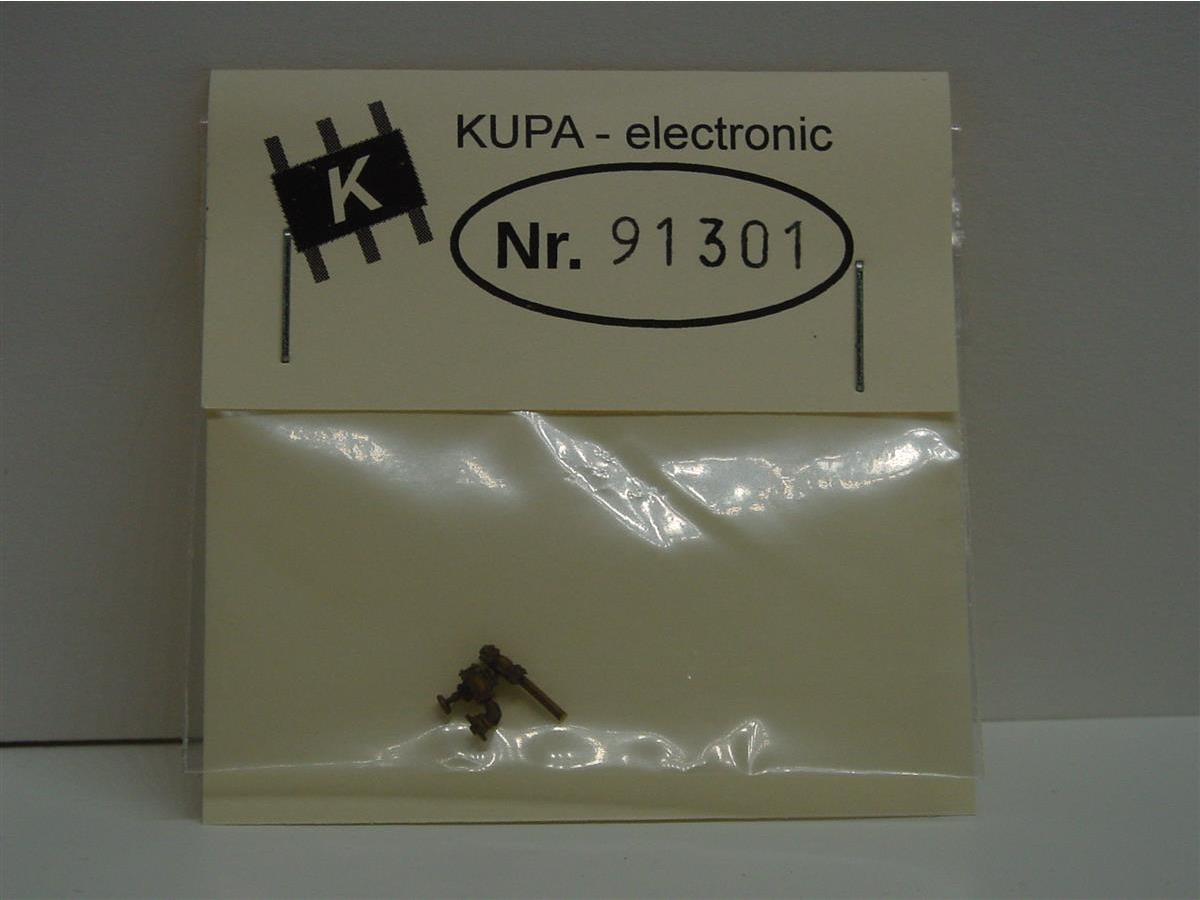 KUPA - electronic
K
Nr. 91301